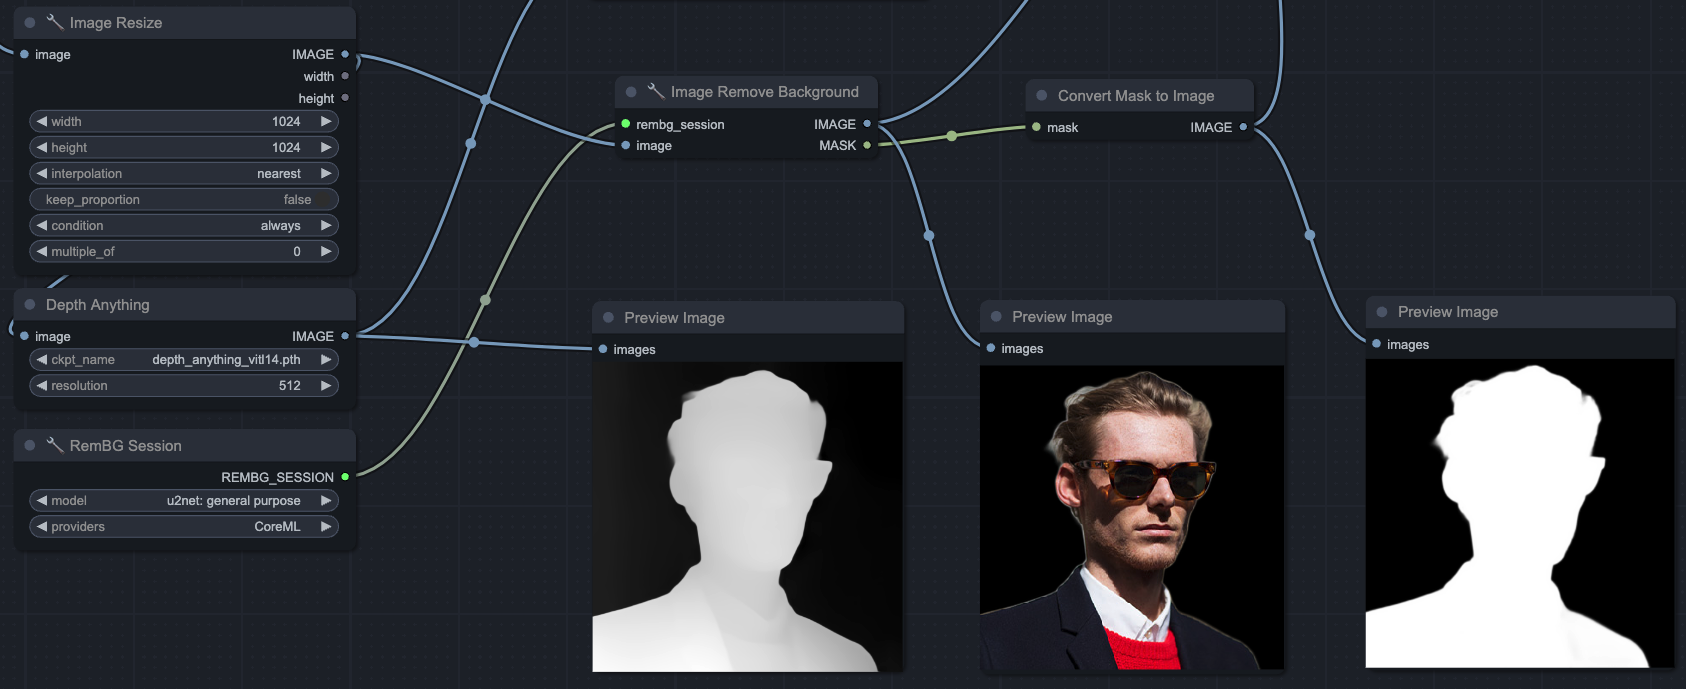 Image Resize
image IMAGE
width
height
width 1024
height 1024
interpolation nearest
keep_proportion false
condition always
multiple_of 0
Depth Anything
image IMAGE
ckpt_name depth_anything_vitl14.pth
resolution 512
RemBG Session
REMBG_SESSION
model u2net: general purpose
providers CoreML
Image Remove Background
rembg_session IMAGE
image MASK
Convert Mask to Image
mask IMAGE
Preview Image
images
Preview Image
images
Preview Image
images